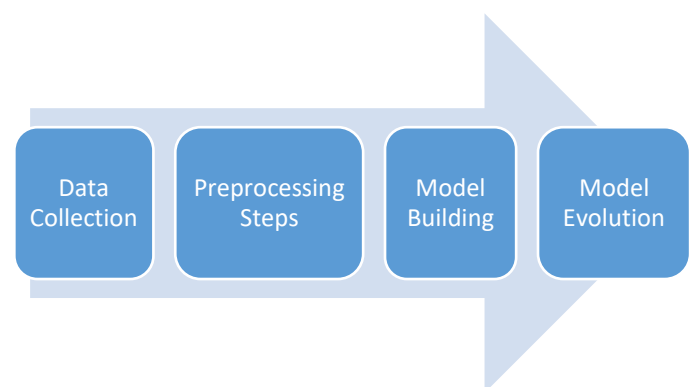 Data
Collection
Preprocessing
Steps
Model
Building
Model
Evolution